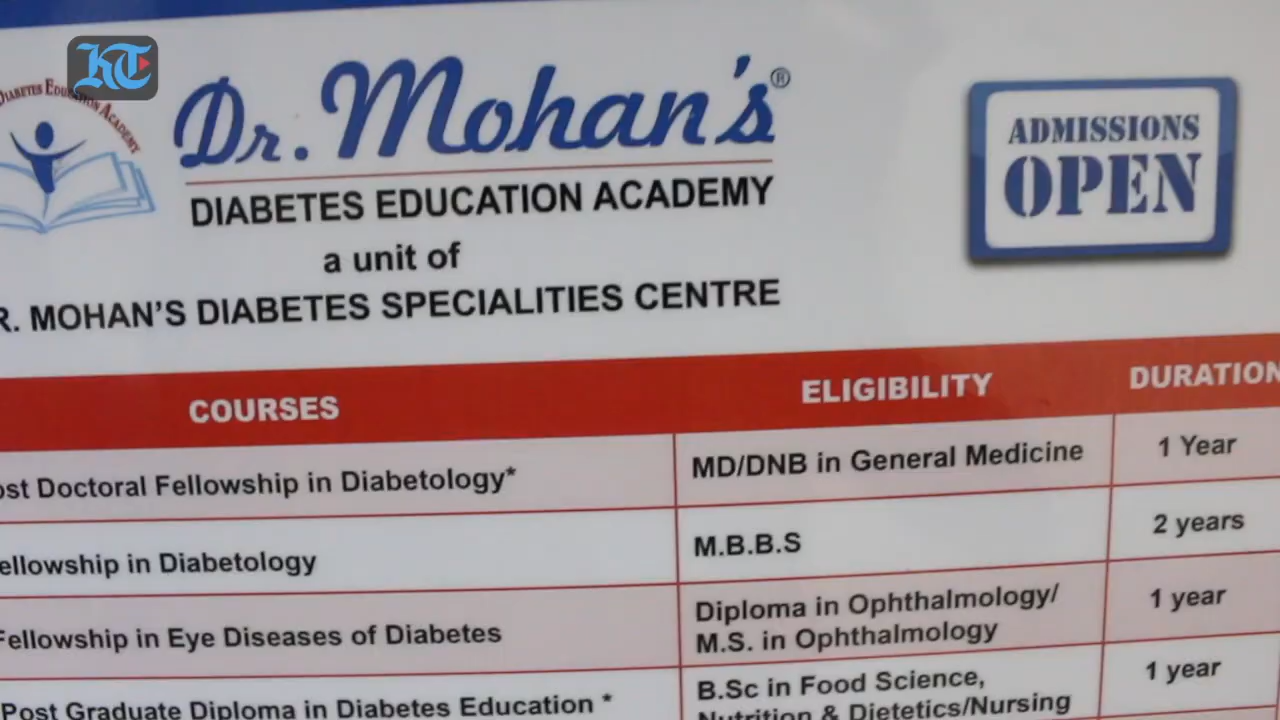 KT
DIABETES EDUCATION ACADEMY
Dr. Mohan's®
DIABETES EDUCATION ACADEMY
a unit of
R. MOHAN'S DIABETES SPECIALITIES CENTRE
ADMISSIONS
OPEN
COURSES ELIGIBILITY DURATION
ost Doctoral Fellowship in Diabetology* MD/DNB in General Medicine 1 Year
ellowship in Diabetology M.B.B.S 2 years
Fellowship in Eye Diseases of Diabetes Diploma in Ophthalmology/ 1 year
M.S. in Ophthalmology
Post Graduate Diploma in Diabetes Education * B.Sc in Food Science, 1 year
Nutrition & Dietetics/Nursing